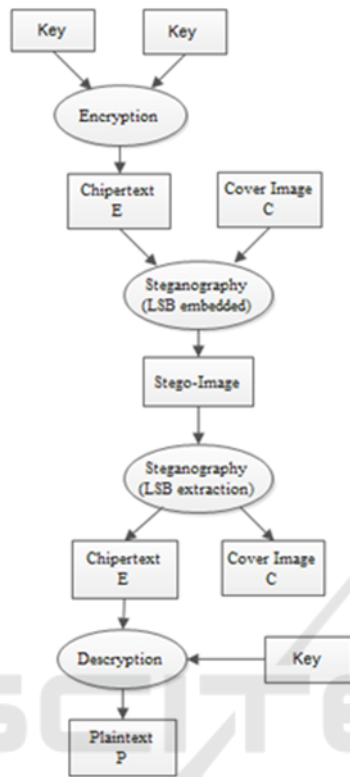 Key
Key
Encryption
Chipertext
E
Cover Image
C
Steganography
(LSB embedded)
Stego-Image
Steganography
(LSB extraction)
Chipertext
E
Cover Image
C
Descryption
Key
Plaintext
P